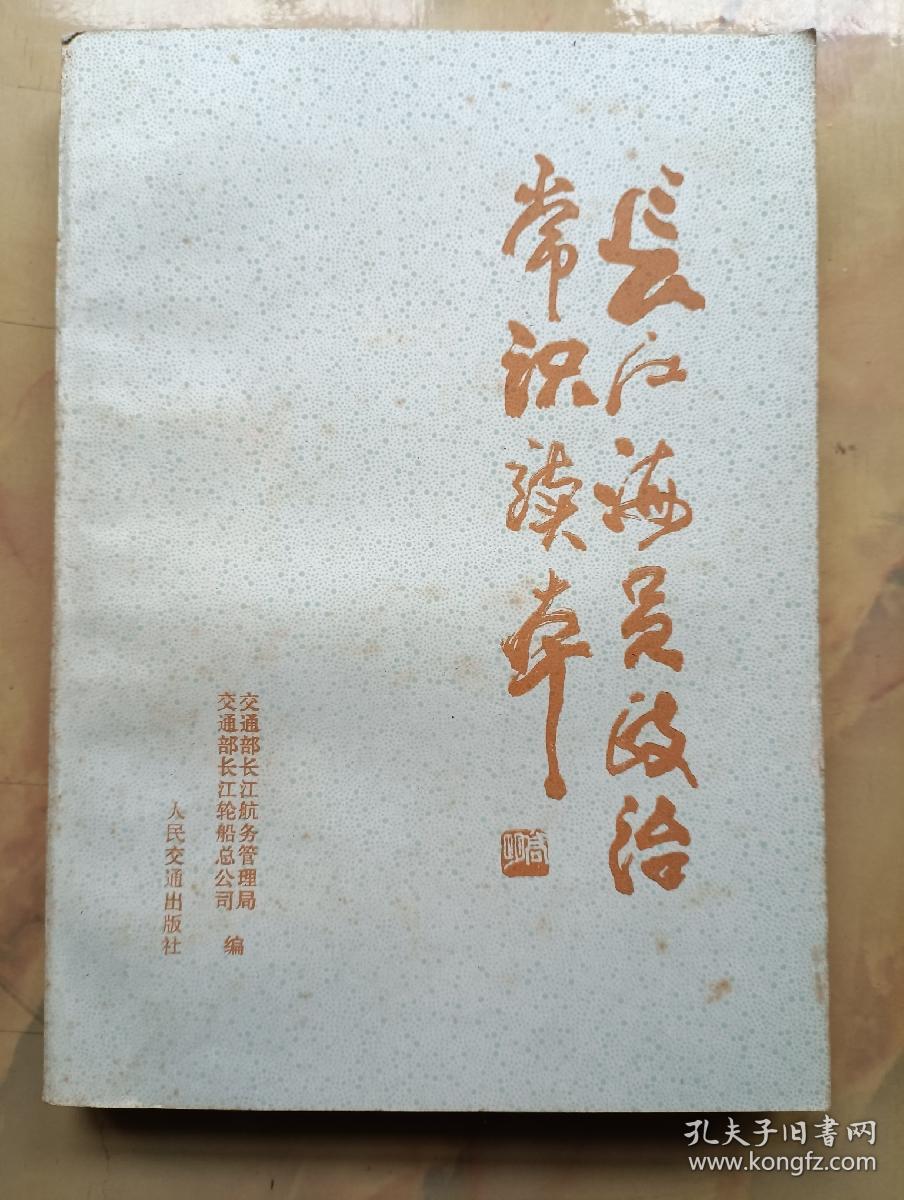 長江海员政治
常识读本
交通部长江航务管理局
交通部长江轮船总公司 编
人民交通出版社
孔夫子旧书网
www.kongfz.com